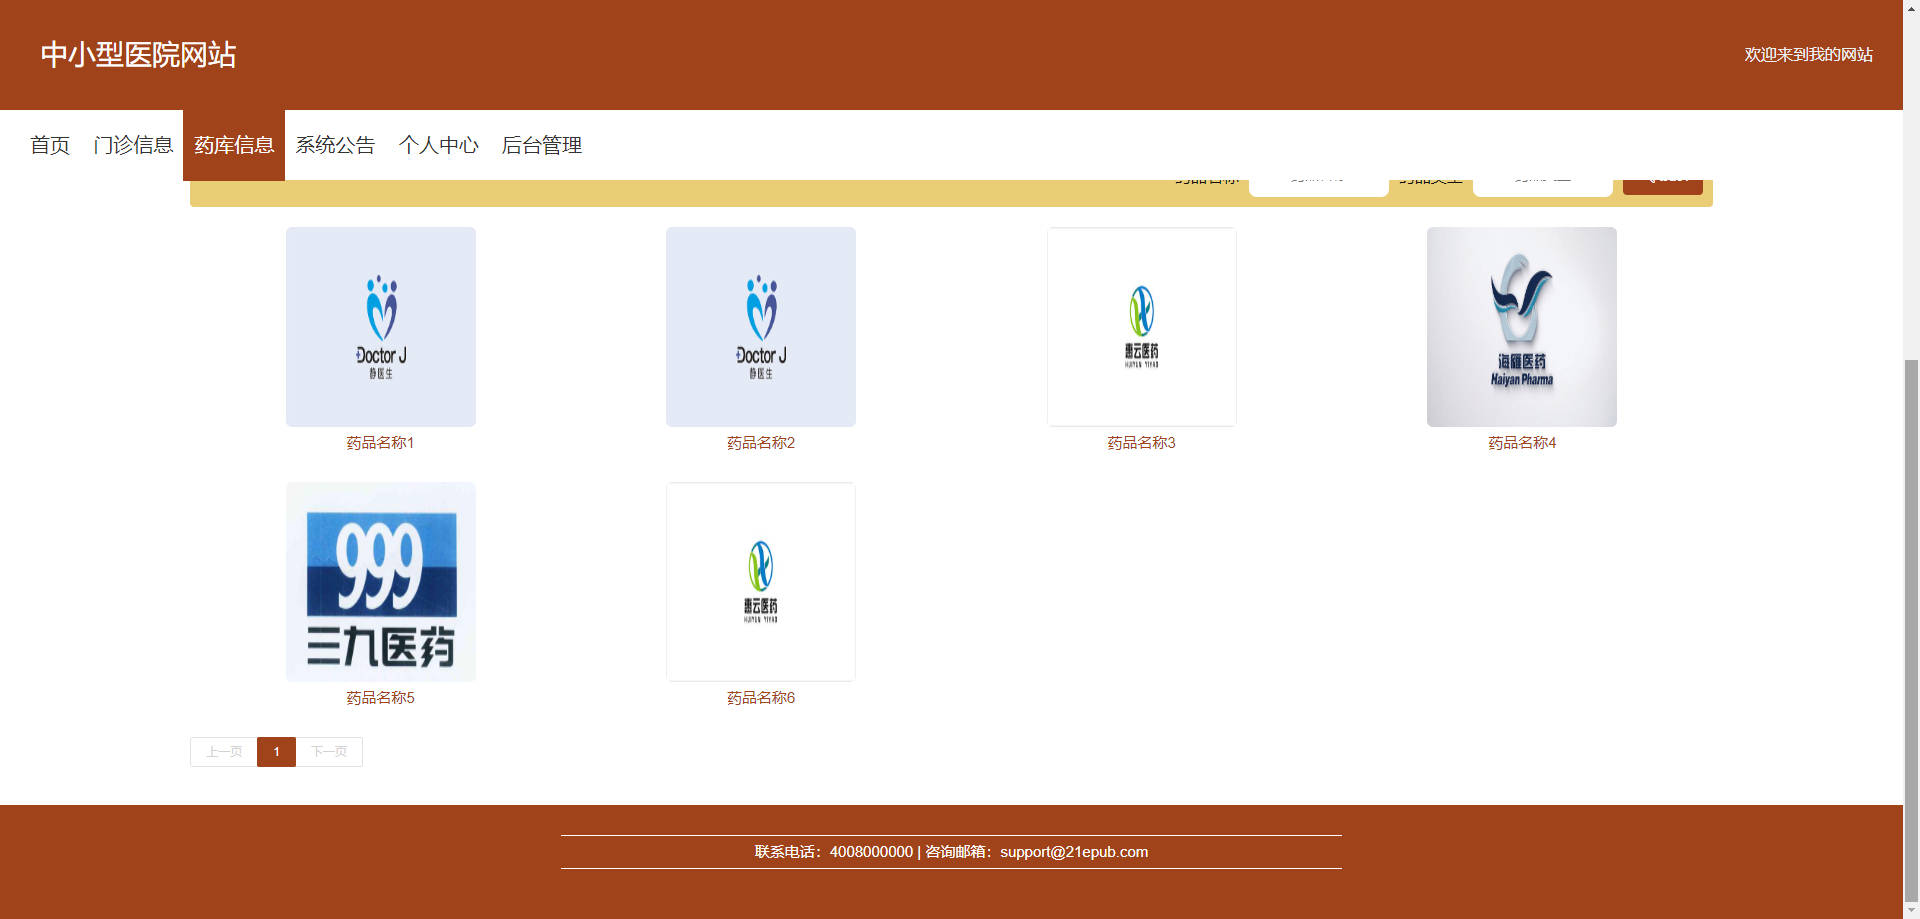 中小型医院网站
欢迎来到我的网站
首页 门诊信息 药库信息 系统公告 个人中心 后台管理
Doctor J
静医生
Doctor J
静医生
惠云医药
HUIYUN YIYAO
海雁医药
Haiyan Pharma
药品名称1 药品名称2 药品名称3 药品名称4
999
三九医药
惠云医药
HUIYUN YIYAO
药品名称5 药品名称6
上一页 1 下一页
联系电话：4008000000 | 咨询邮箱：support@21epub.com